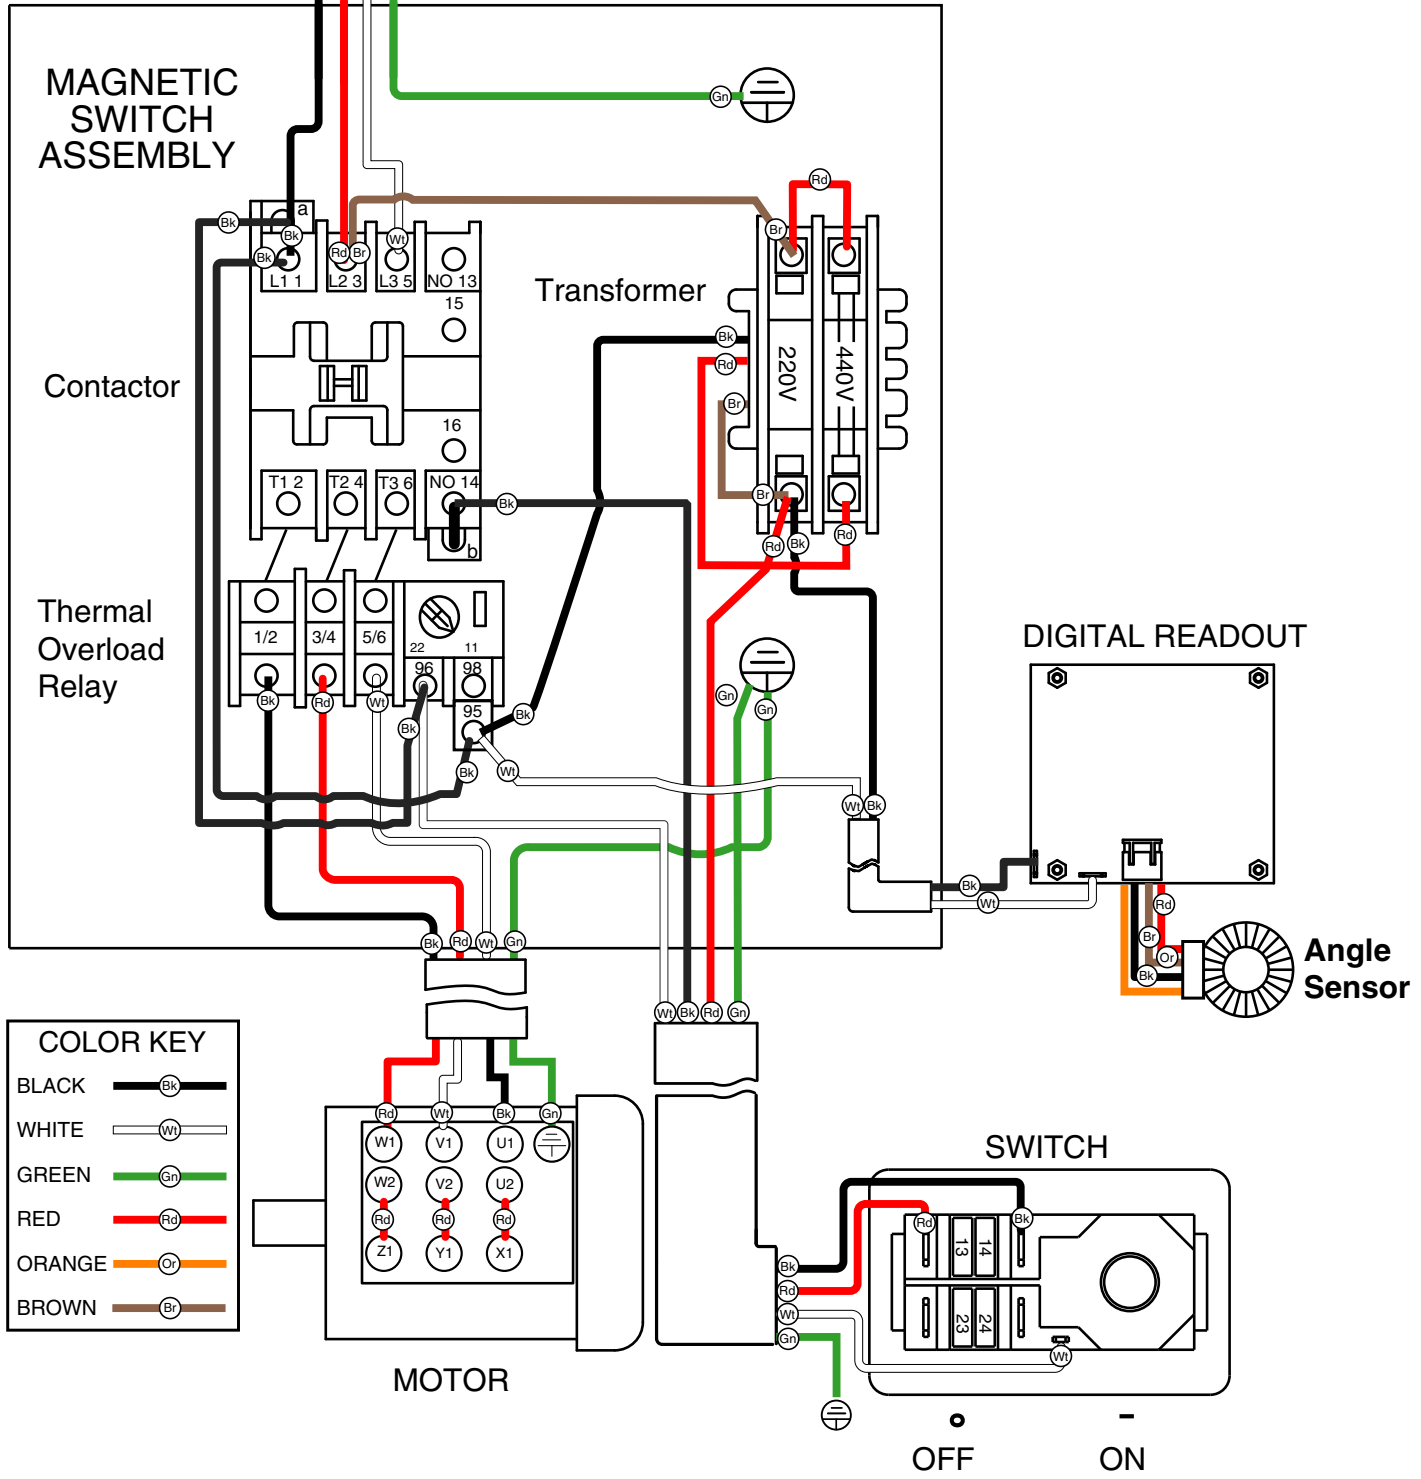 MAGNETIC
SWITCH
ASSEMBLY
Gn
Rd
a
Bk
Bk
Bk
Rd
Br
Wt
Br
L1 1
L2 3
L3 5
NO 13
15
Transformer
Contactor
Bk
Rd
Br
220V
440V
16
T1 2
T2 4
T3 6
NO 14
Bk
Br
Rd
Bk
Rd
b
Thermal
Overload
Relay
1/2
3/4
5/6
22
11
96
98
95
Bk
Rd
Wt
Bk
Bk
Bk
Wt
Gn
Gn
Wt
Bk
DIGITAL READOUT
Bk
Wt
Rd
Br
Or
Bk
Angle
Sensor
Bk
Rd
Wt
Gn
Wt
Bk
Rd
Gn
COLOR KEY
BLACK
Bk
WHITE
Wt
GREEN
Gn
RED
Rd
ORANGE
Or
BROWN
Br
Rd
Wt
Bk
Gn
W1
V1
U1
W2
V2
U2
Rd
Rd
Rd
Z1
Y1
X1
MOTOR
SWITCH
Bk
Rd
Wt
Gn
Rd
Bk
13
14
23
24
Wt
OFF
ON